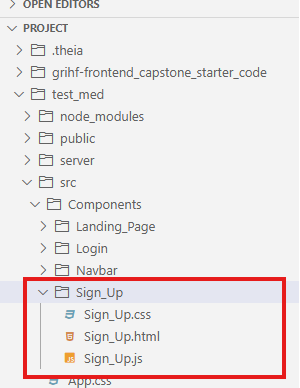 OPEN EDITORS
PROJECT
.theia
grihf-frontend_capstone_starter_code
test_med
node_modules
public
server
src
Components
Landing_Page
Login
Navbar
Sign_Up
Sign_Up.css
Sign_Up.html
JS Sign_Up.js
App.css